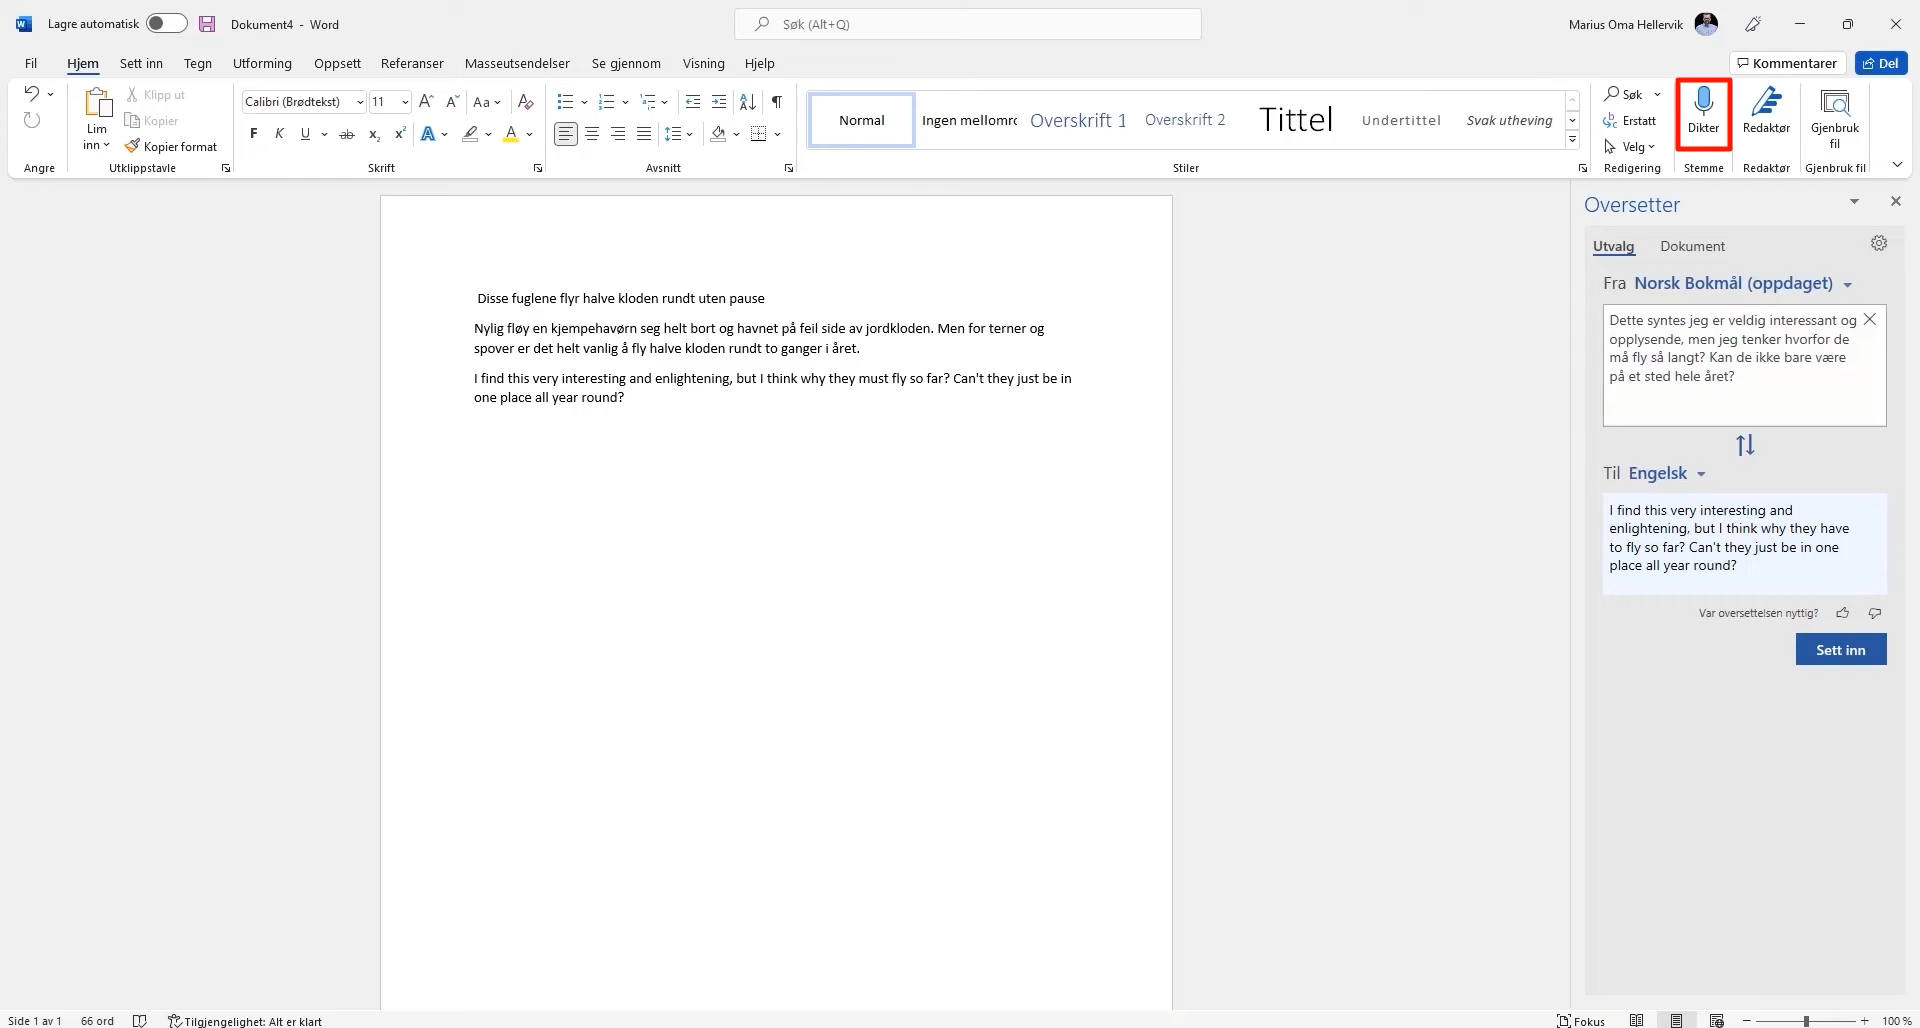 Lagre automatisk
Dokument4 - Word
Søk (Alt+Q)
Marius Oma Hellervik
Fil
Hjem
Sett inn
Tegn
Utforming
Oppsett
Referanser
Masseutsendelser
Se gjennom
Visning
Hjelp
Kommentarer
Del
Lim
inn
Klipp ut
Kopier
Kopier format
Calibri (Brødtekst)
11
Aa
F K U ab x₂ x² A A
Normal
Ingen mellomrc
Overskrift 1
Overskrift 2
Tittel
Undertittel
Svak utheving
Søk
Erstatt
Velg
Dikter
Redaktør
Gjenbruk
fil
Angre
Utklippstavle
Skrift
Avsnitt
Stiler
Redigering
Stemme
Redaktør
Gjenbruk fil
Disse fuglene flyr halve kloden rundt uten pause
Nylig fløy en kjempehavørn seg helt bort og havnet på feil side av jordkloden. Men for terner og
spover er det helt vanlig å fly halve kloden rundt to ganger i året.
I find this very interesting and enlightening, but I think why they must fly so far? Can't they just be in
one place all year round?
Oversetter
Utvalg
Dokument
Fra Norsk Bokmål (oppdaget)
Dette syntes jeg er veldig interessant og
opplysende, men jeg tenker hvorfor de
må fly så langt? Kan de ikke bare være
på et sted hele året?
Til Engelsk
I find this very interesting and
enlightening, but I think why they have
to fly so far? Can't they just be in one
place all year round?
Var oversettelsen nyttig?
Sett inn
Side 1 av 1
66 ord
Tilgjengelighet: Alt er klart
Fokus
100 %